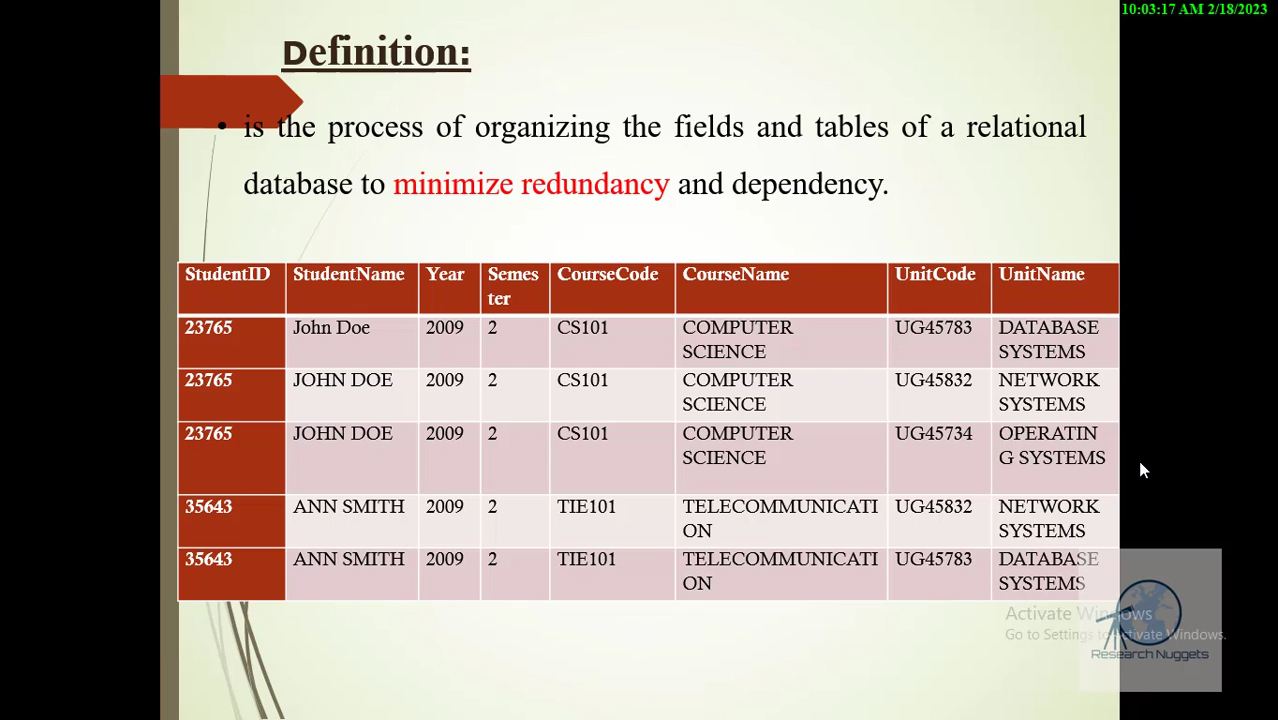 10:03:17 AM 2/18/2023
Definition:
• is the process of organizing the fields and tables of a relational
database to minimize redundancy and dependency.
StudentID StudentName Year Semes CourseCode CourseName UnitCode UnitName
ter
23765 John Doe 2009 2 CS101 COMPUTER UG45783 DATABASE
SCIENCE SYSTEMS
23765 JOHN DOE 2009 2 CS101 COMPUTER UG45832 NETWORK
SCIENCE SYSTEMS
23765 JOHN DOE 2009 2 CS101 COMPUTER UG45734 OPERATIN
SCIENCE G SYSTEMS
35643 ANN SMITH 2009 2 TIE101 TELECOMMUNICATI UG45832 NETWORK
ON SYSTEMS
35643 ANN SMITH 2009 2 TIE101 TELECOMMUNICATI UG45783 DATABASE
ON SYSTEMS
Activate Windows
Go to Settings to activate Windows.
Research Nuggets